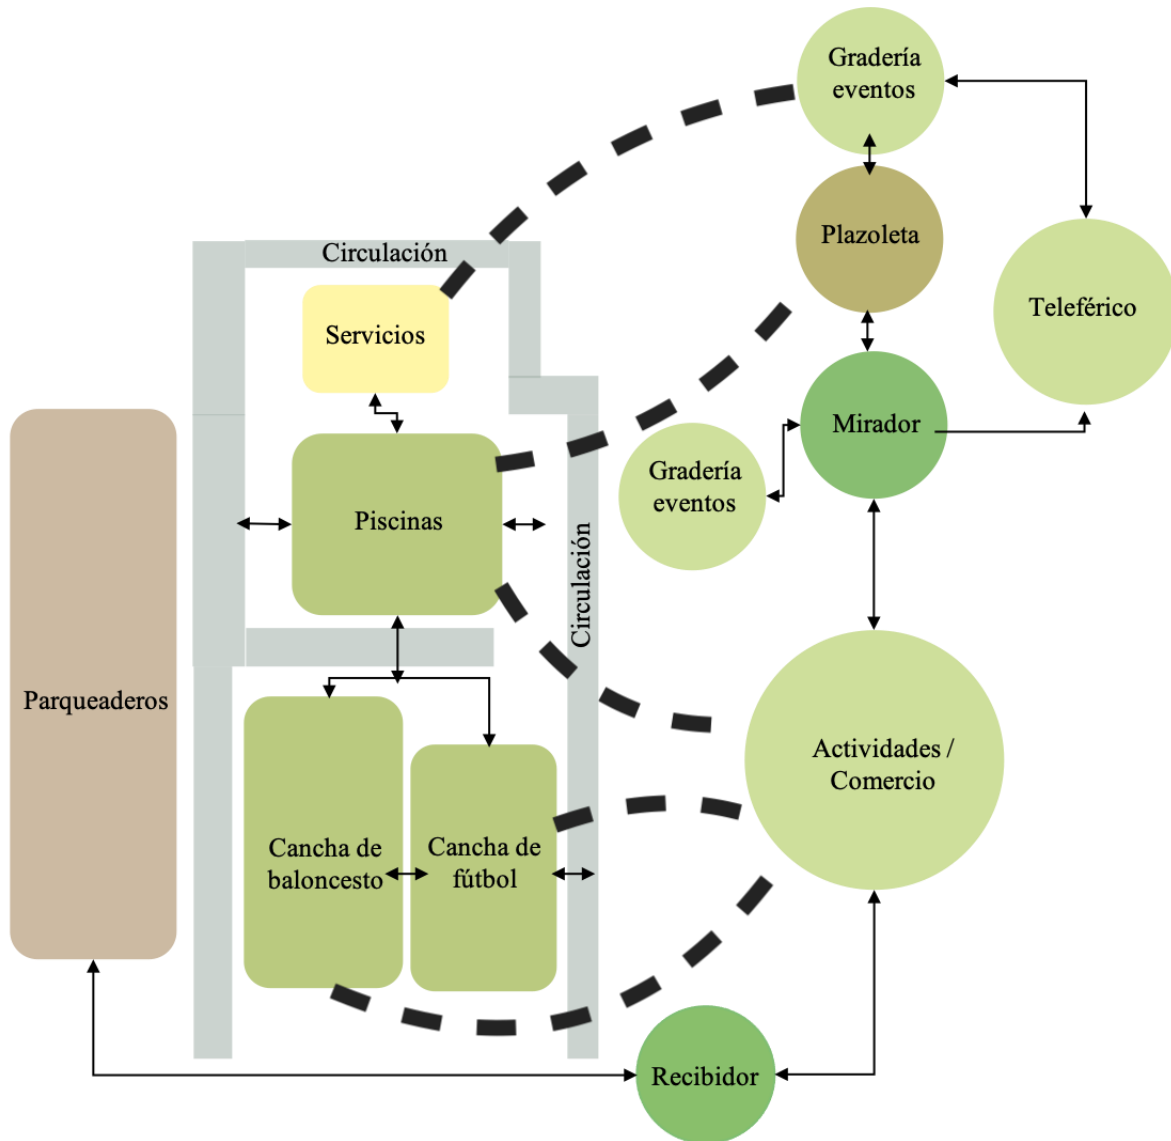 Gradería
eventos
Plazoleta
Circulación
Teleférico
Servicios
Mirador
Gradería
eventos
Piscinas
Circulación
Parqueaderos
Actividades /
Comercio
Cancha de
baloncesto
Cancha de
fútbol
Recibidor